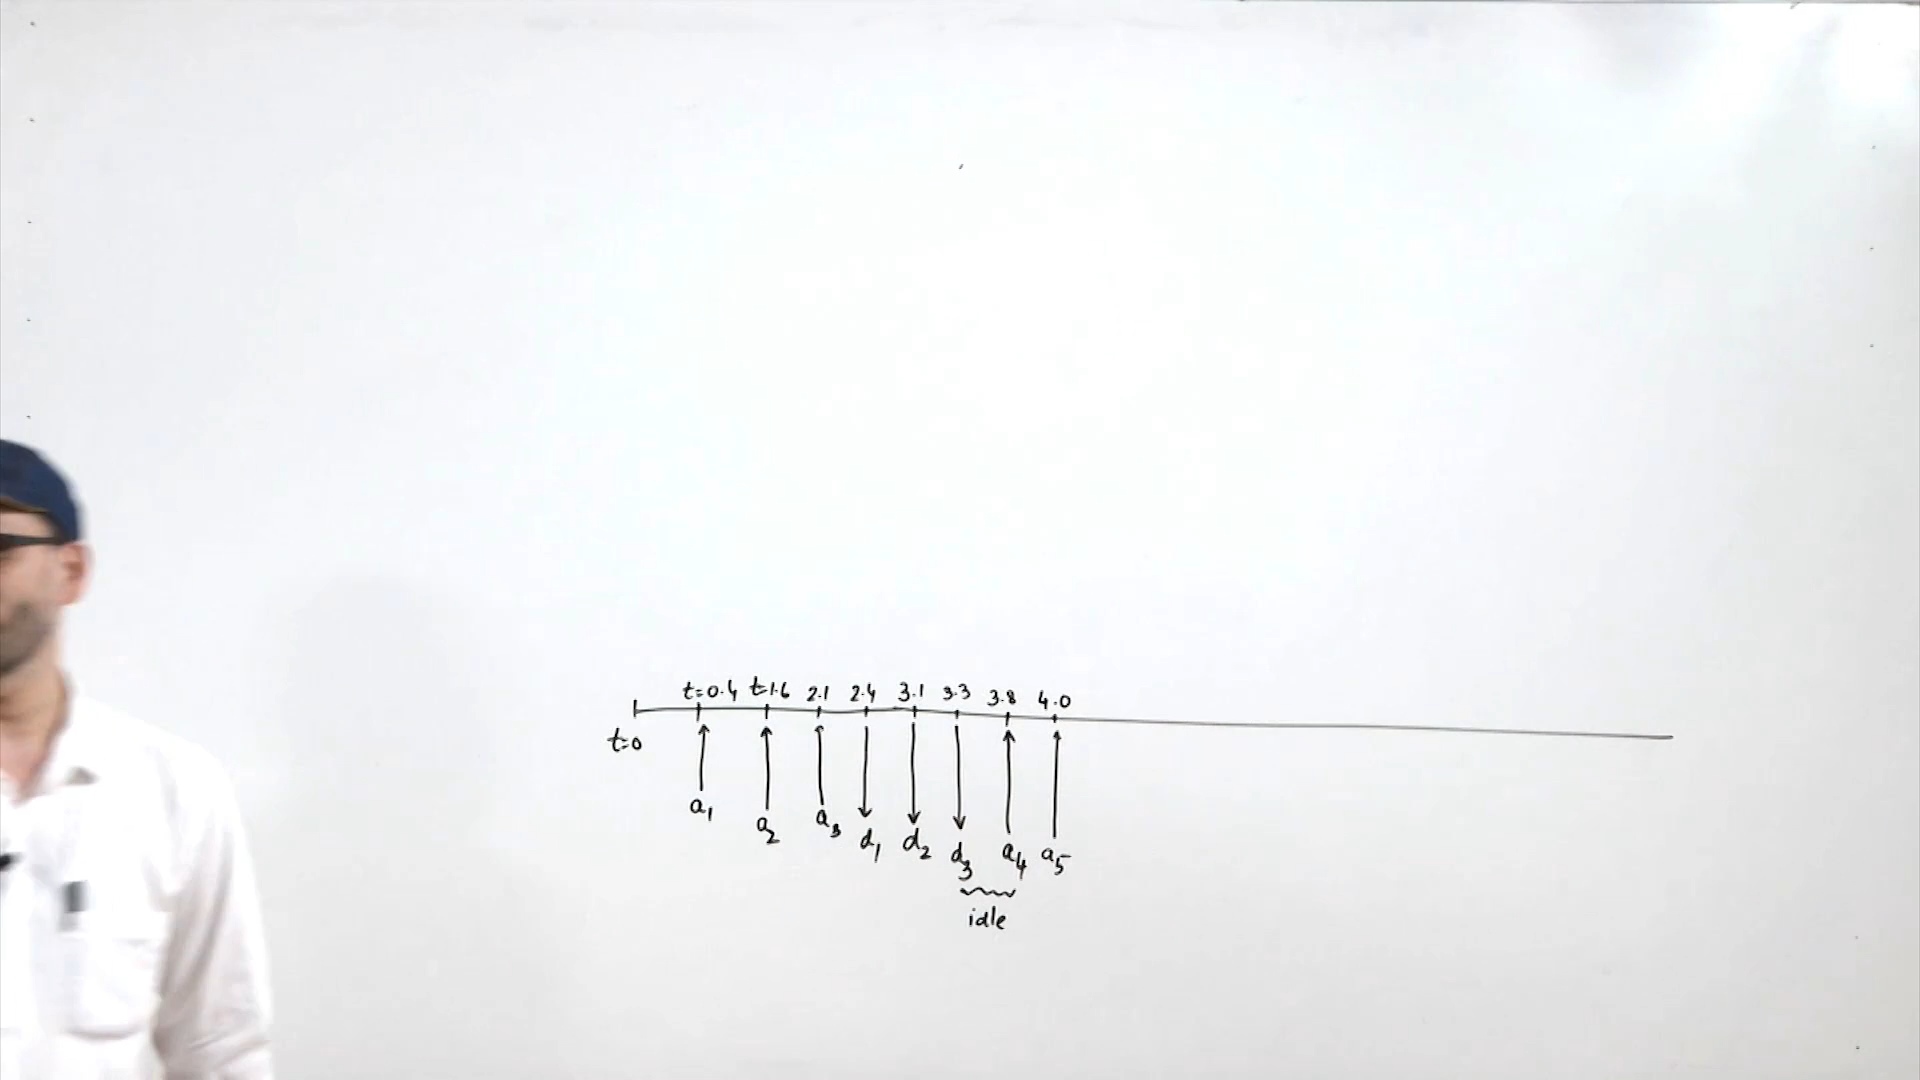 t=0.4 t=1.6 2.1 2.4 3.1 3.3 3.8 4.0
t=0
a1 a2 a3 d1 d2 d3 a4 a5
idle